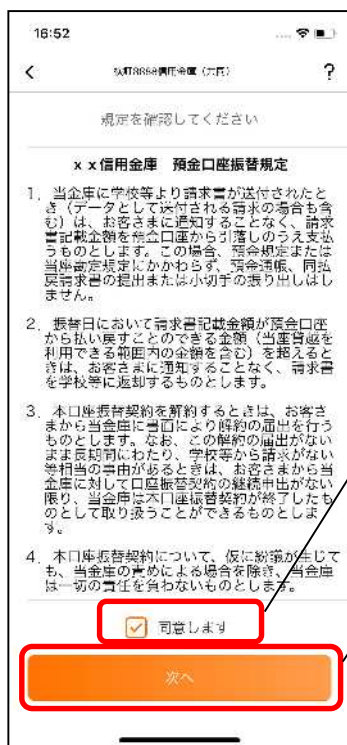 16:52
8868信用金庫
?
規定を確認してください
xx信用金庫 預金口座振替規定
1. 当金庫に学校等より請求書が送付されたと
き(データとして送付される請求の場合も含
む)は、お客さまに通知することなく、請求
書記載金額を預金口座から引落しのうえ支払
うものとします。この場合、預金規定または
当座勘定規定にかかわらず、預金通帳、同払
戻請求書の提出または小切手の振り出しはし
ません。
2. 振替日において請求書記載金額が預金口座
から払い戻すことのできる金額(当座貸越を
利用できる範囲内の金額を含む)を超えると
きは、お客さまに通知することなく、請求書
を学校等に返却するものとします。
3. 本口座振替契約を解約するときは、お客さ
まから当金庫に書面により解約の届出を行う
ものとします。なお、この解約の届出がない
まま長期間にわたり、学校等から請求がない
等相当の事由があるときは、お客さまから当
金庫に対して口座振替契約の継続申出がない
限り、当金庫は本口座振替契約が終了したも
のとして取り扱うことができるものとしま
す。
4. 本口座振替契約について、仮に紛議が生じて
も、当金庫の責めによる場合を除き、当金庫
は一切の責任を負わないものとします。
同意します
次へ